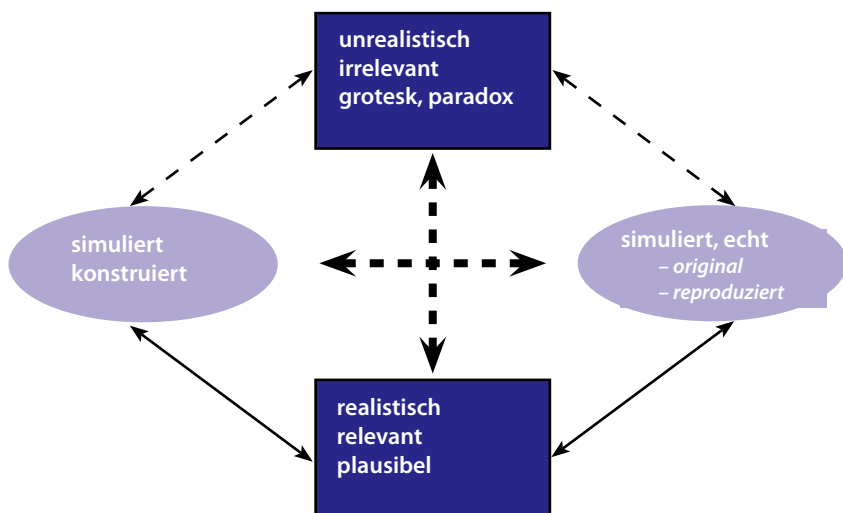 unrealistisch
irrelevant
grotesk, paradox
simuliert
konstruiert
simuliert, echt
– original
– reproduziert
realistisch
relevant
plausibel